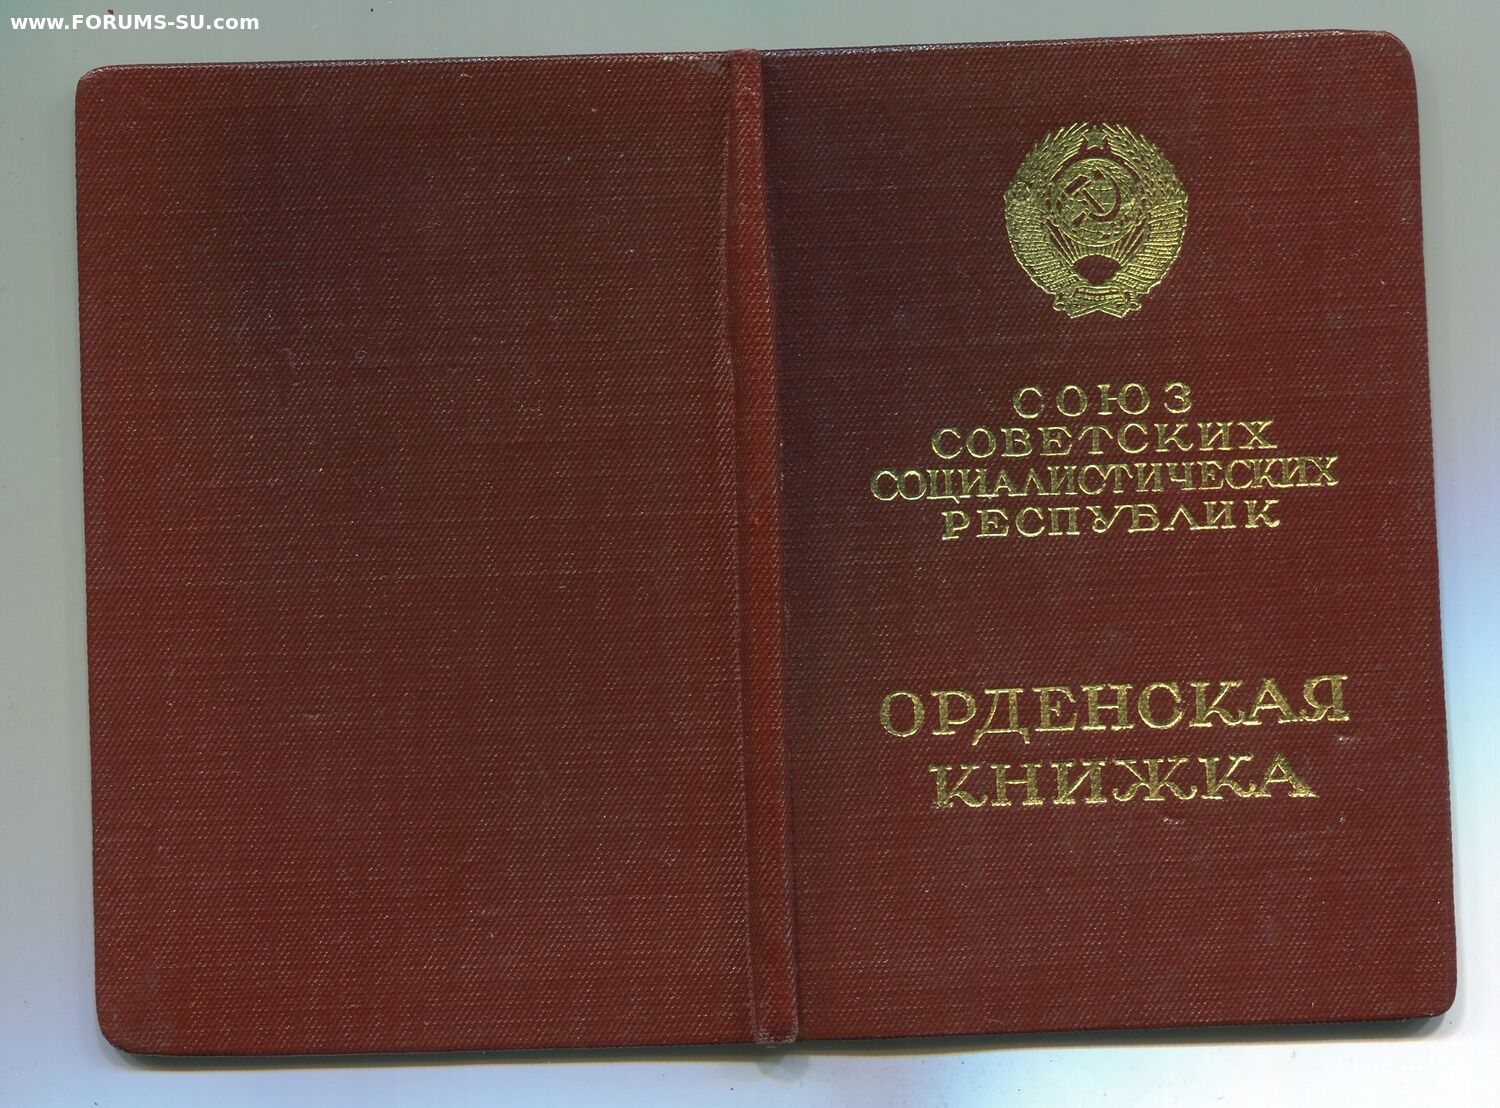 www.FORUMS-SU.com
СОЮЗ
СОВЕТСКИХ
СОЦИАЛИСТИЧЕСКИХ
РЕСПУБЛИК
ОРДЕНСКАЯ
КНИЖКА